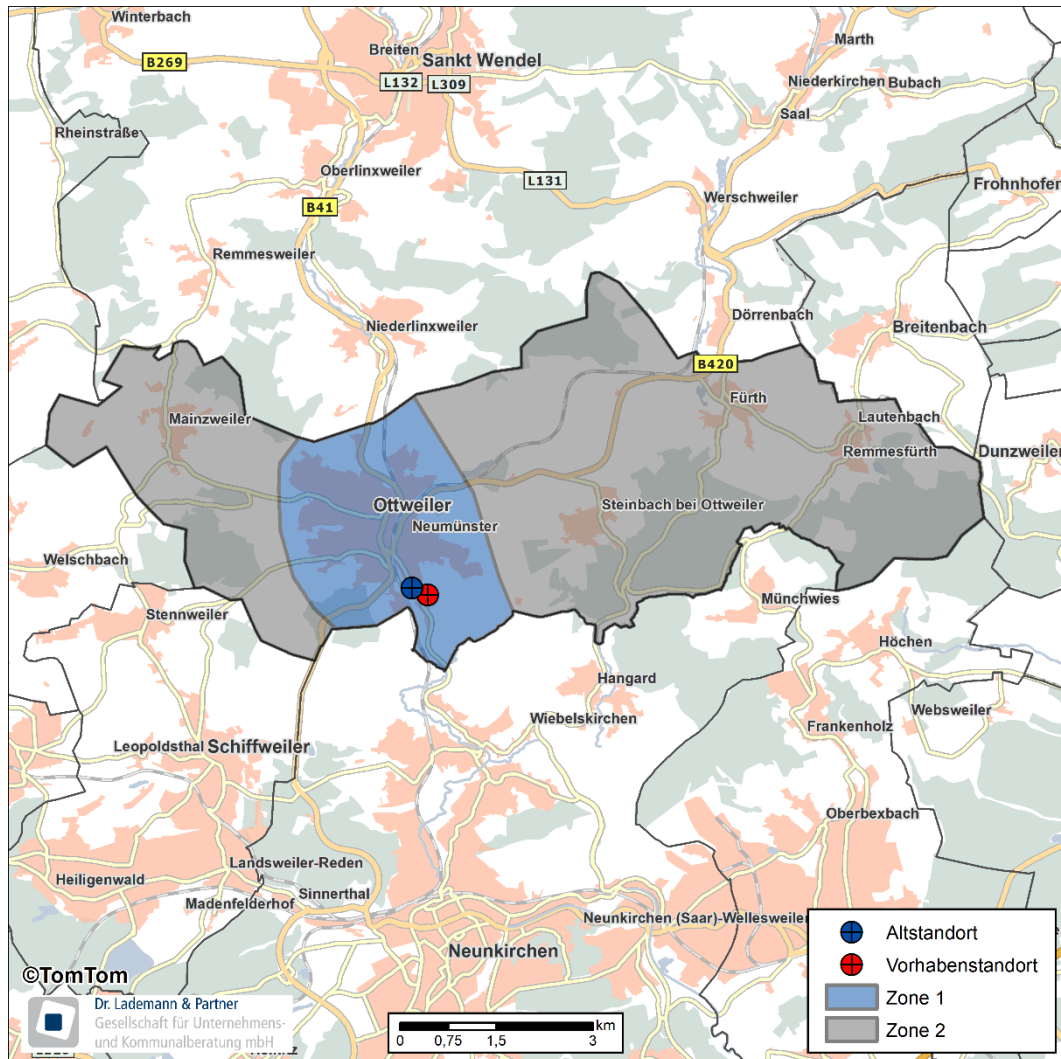 Winterbach
Breiten
Sankt Wendel
Marth
B269
L132
L309
Niederkirchen
Bubach
Saal
Rheinstraße
Oberlinxweiler
L131
Frohnhofen
B41
Werschweiler
Remmesweiler
Niederlinxweiler
Dörrenbach
Breitenbach
B420
Mainzweiler
Fürth
Lautenbach
Remmesfürth
Dunzweiler
Ottweiler
Steinbach bei Ottweiler
Neumünster
Welschbach
Stennweiler
Münchwies
Höchen
Hangard
Websweiler
Wiebelskirchen
Frankenholz
Leopoldsthal
Schiffweiler
Oberbexbach
Landsweiler-Reden
Heiligenwald
Sinnerthal
Madenfelderhof
Neunkirchen (Saar)-Wellesweiler
Neunkirchen
Altstandort
Vorhabenstandort
Zone 1
Zone 2
©TomTom
Dr. Lademann & Partner
Gesellschaft für Unternehmens-
und Kommunalberatung mbH
km
0 0,75 1,5 3